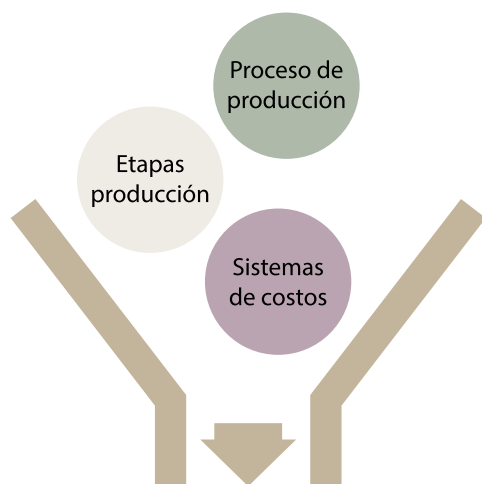 Proceso de
producción
Etapas
producción
Sistemas
de costos